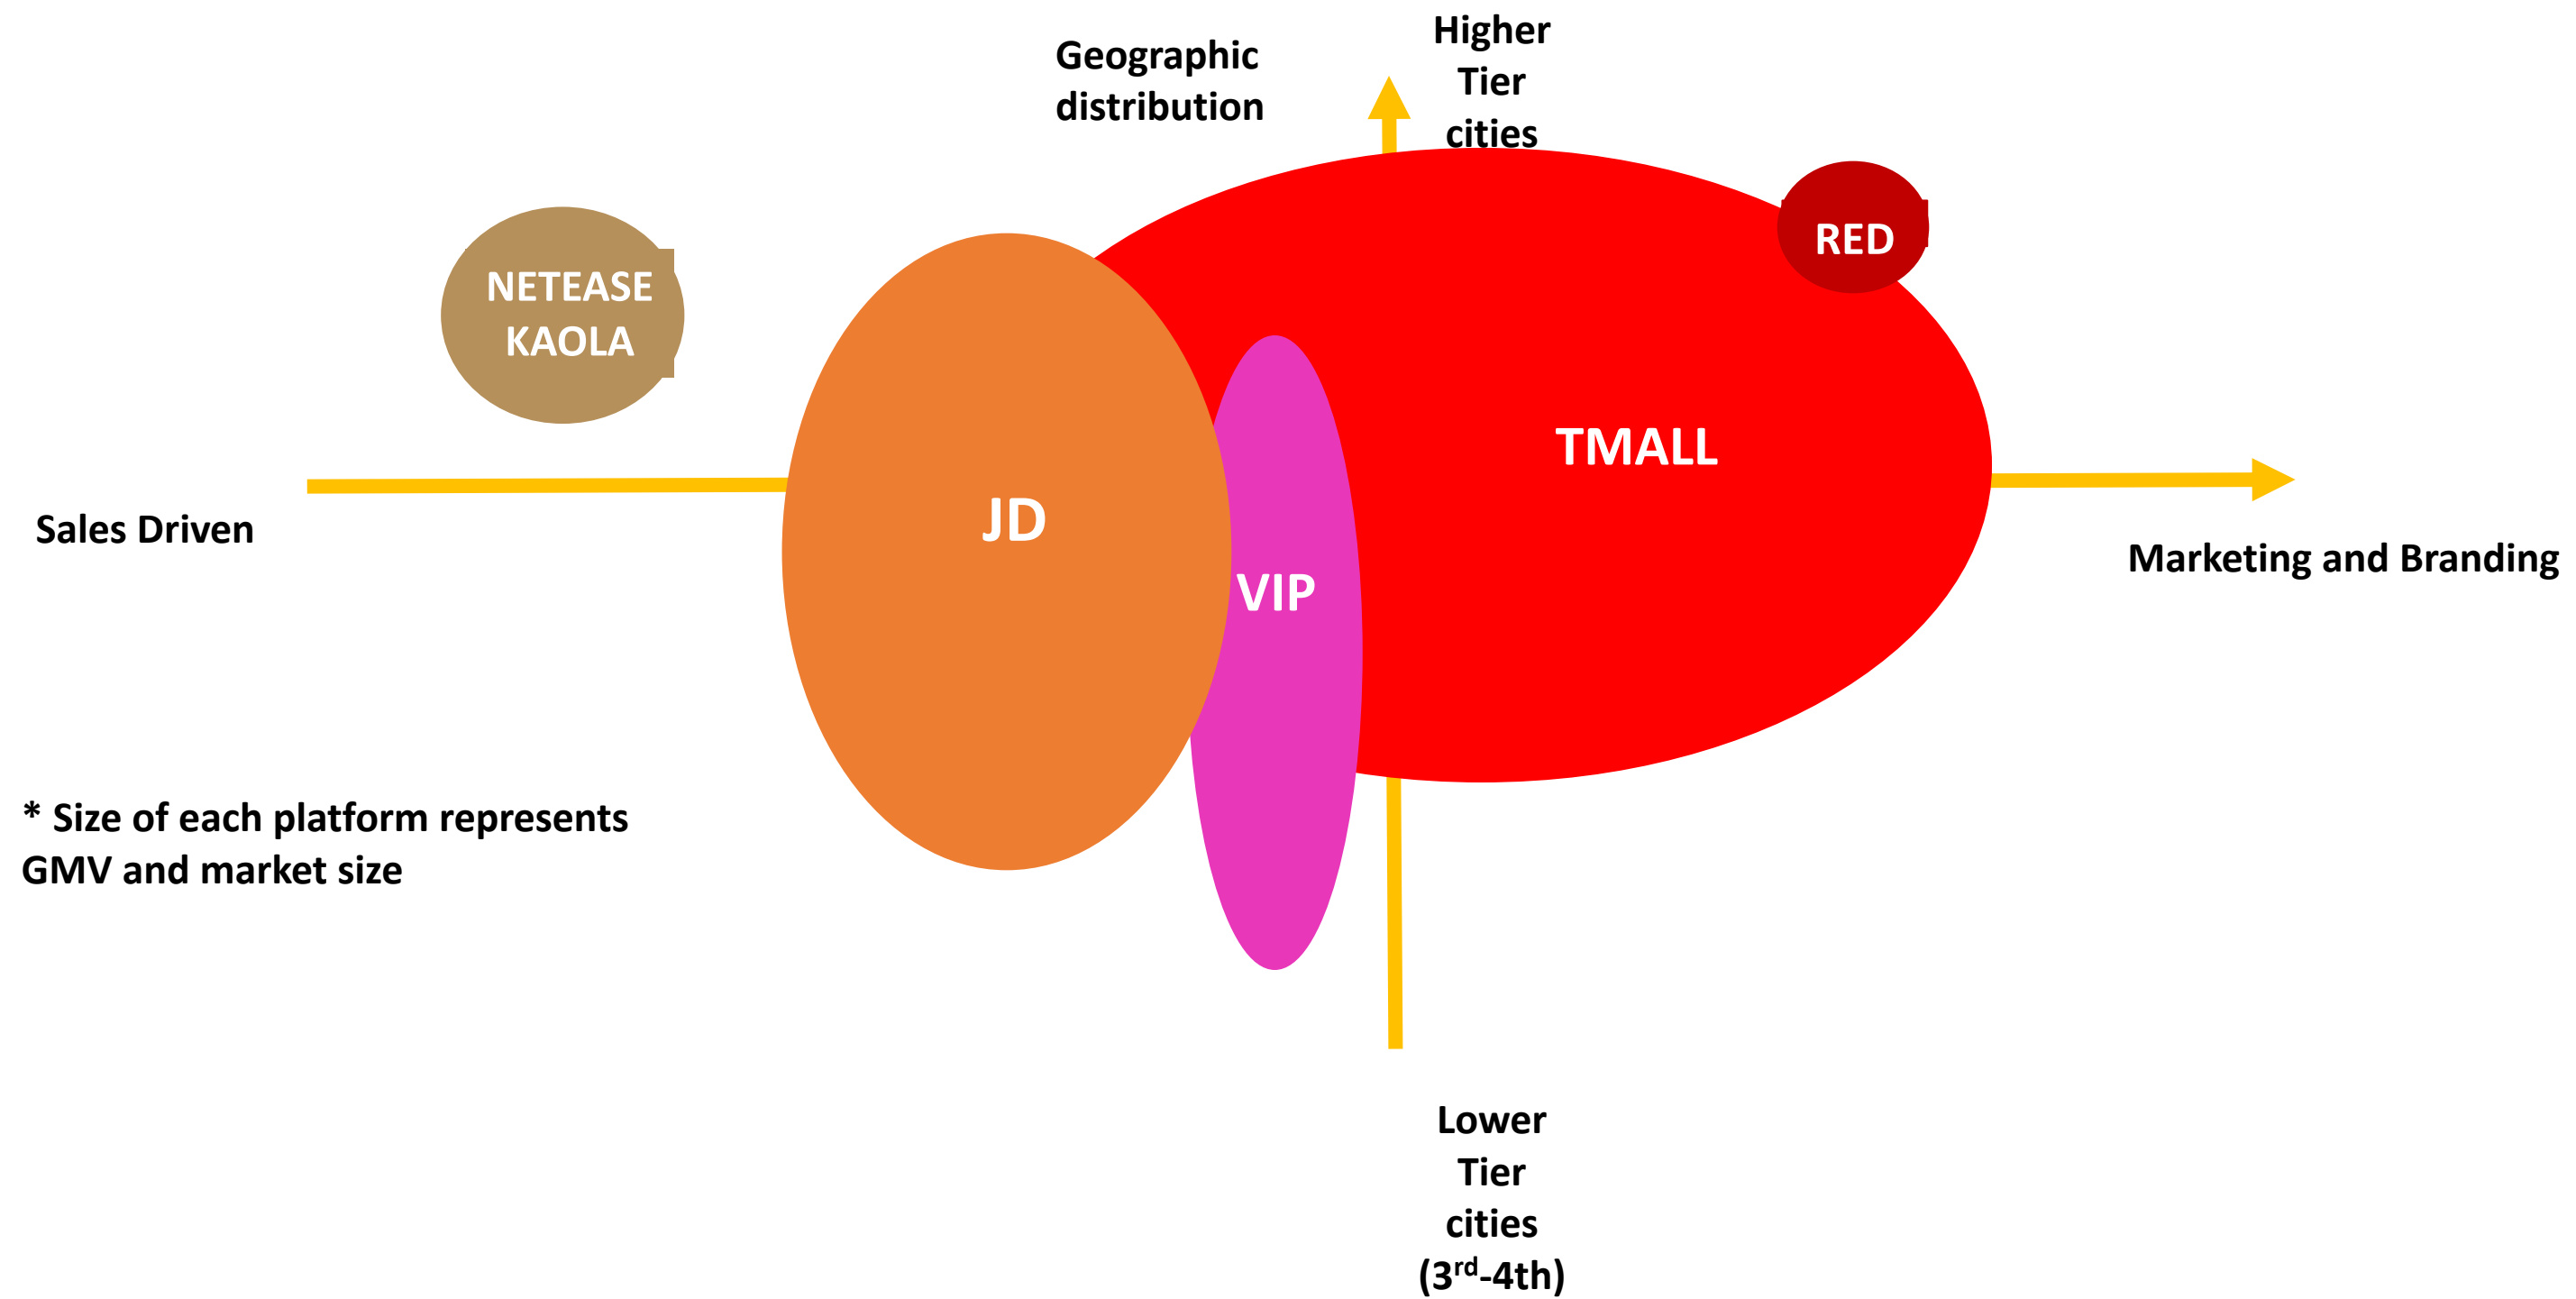 Geographic
distribution
Higher
Tier
cities
NETEASE
KAOLA
RED
TMALL
JD
VIP
Sales Driven
Marketing and Branding
* Size of each platform represents
GMV and market size
Lower
Tier
cities
(3rd-4th)